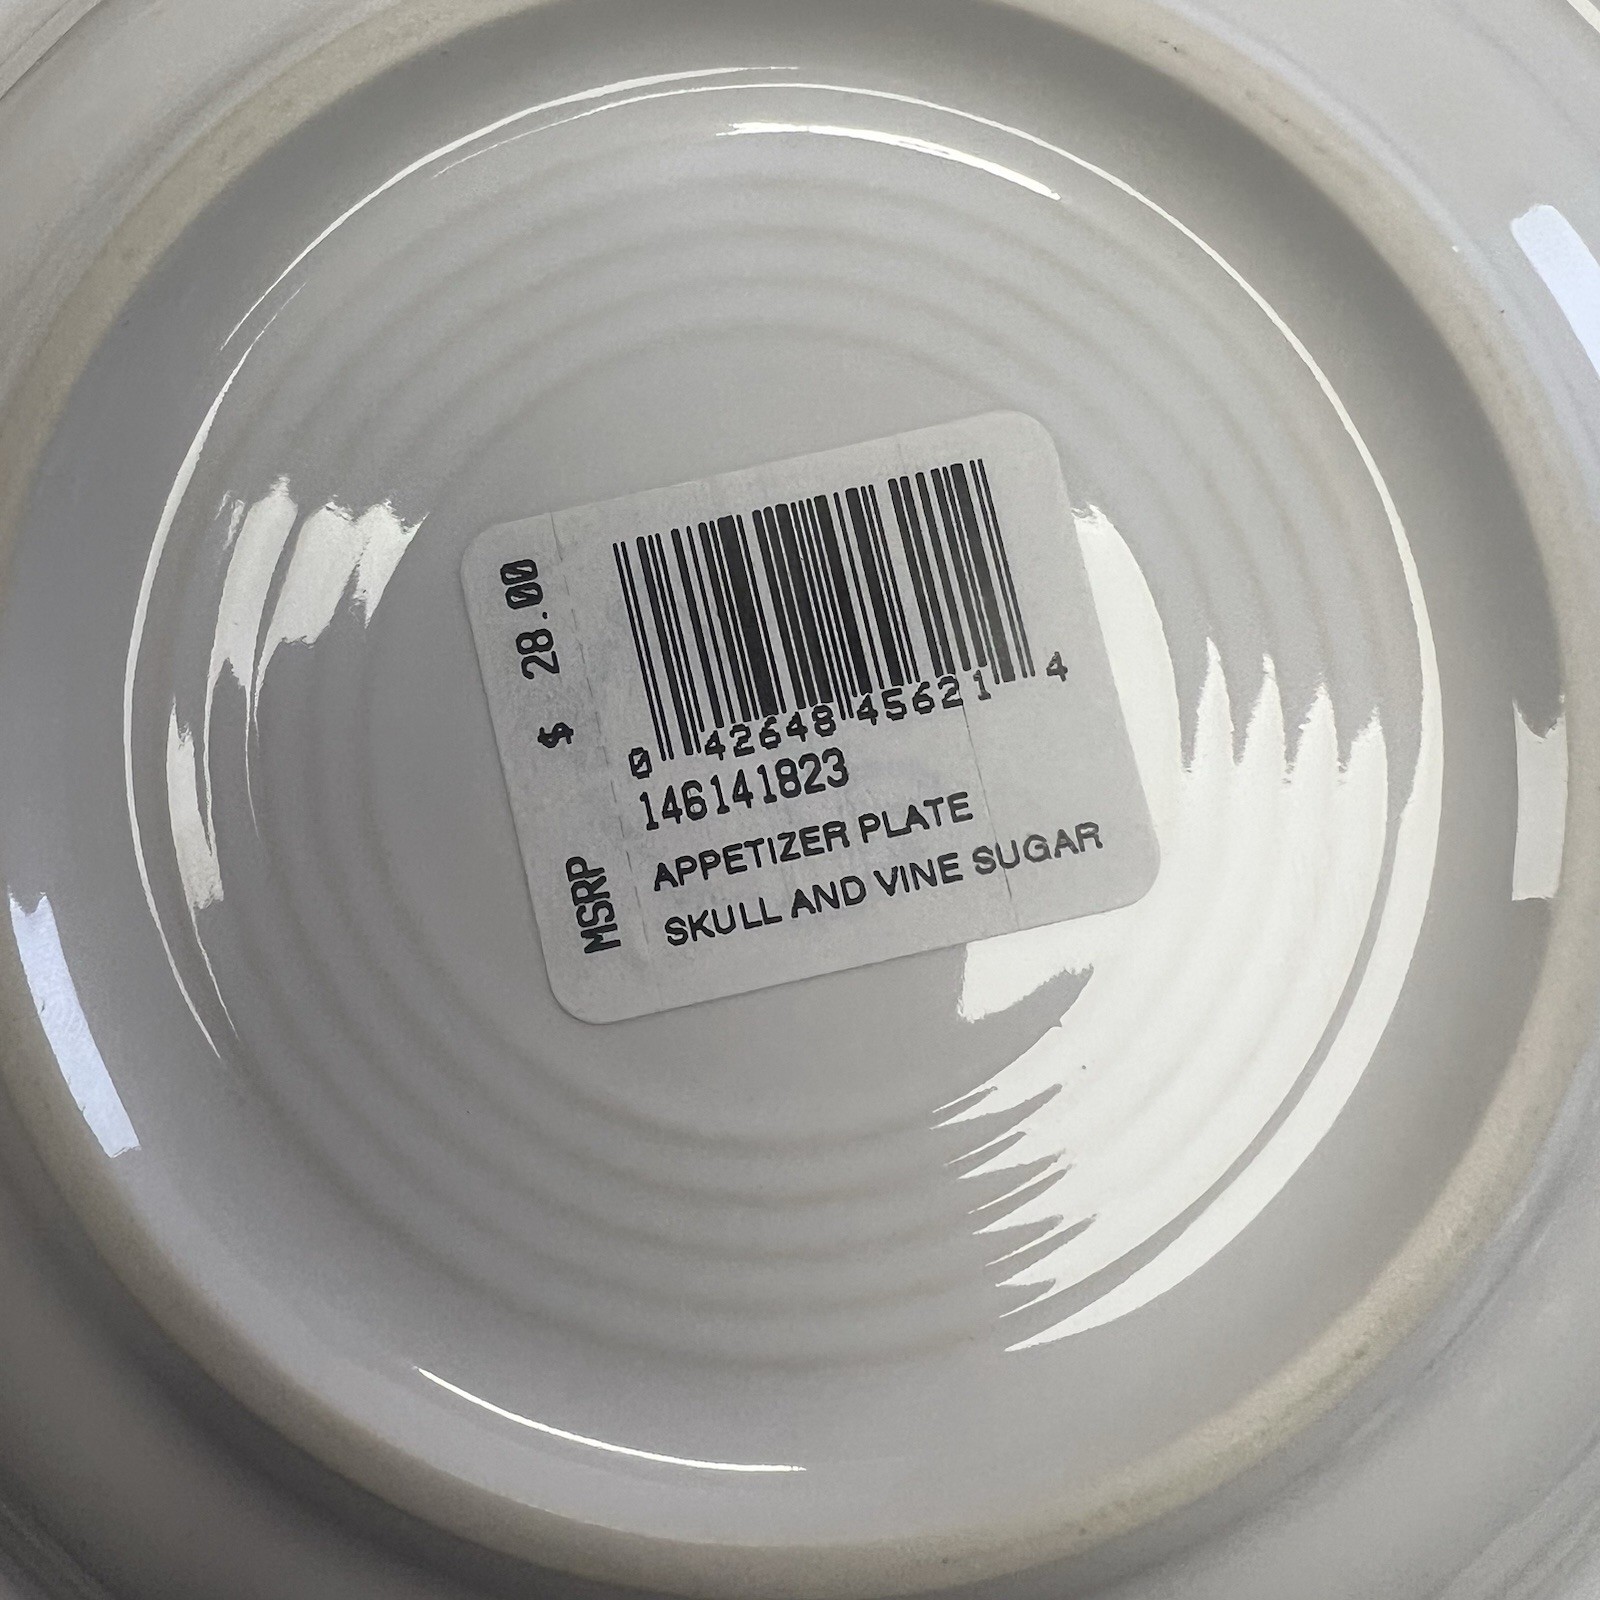 0 42648 45621 4
146141823
APPETIZER PLATE
SKULL AND VINE SUGAR
MSRP $ 28.00